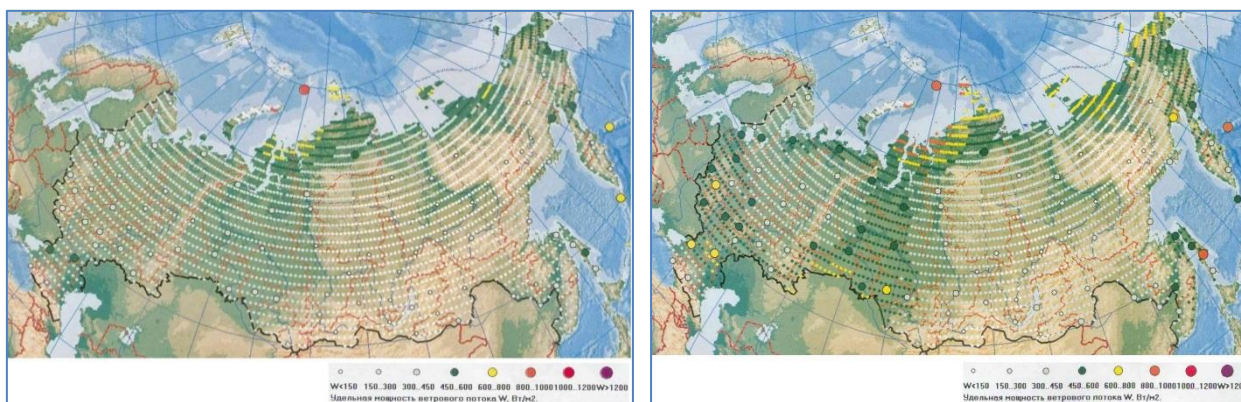 W<150 150..300 300..450 450..600 600..800 800..1000 1000..1200 W>1200
Удельная мощность ветрового потока W, Вт/м2.
W<150 150..300 300..450 450..600 600..800 800..1000 1000..1200 W>120
Удельная мощность ветрового потока W, Вт/м2.